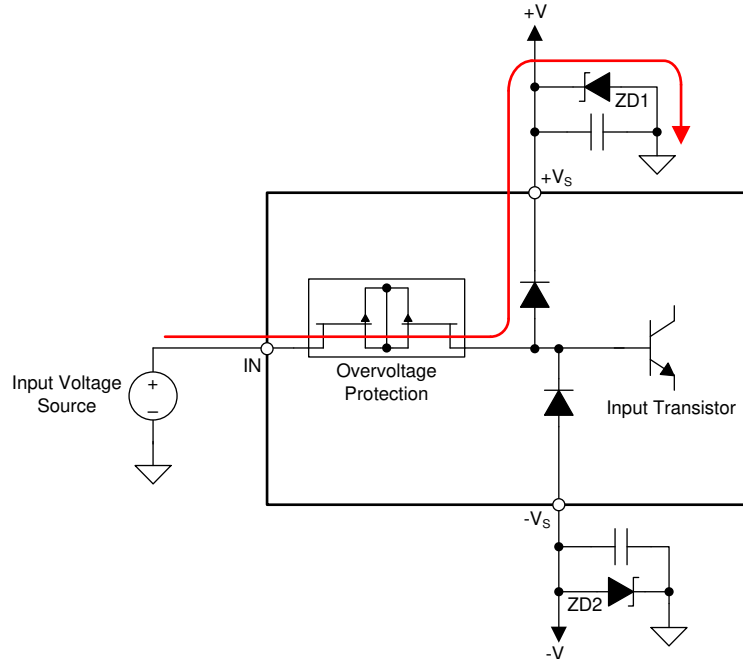 +V
ZD1
+VS
IN
Overvoltage
Protection
Input Voltage
Source
+
−
Input Transistor
-VS
ZD2
-V